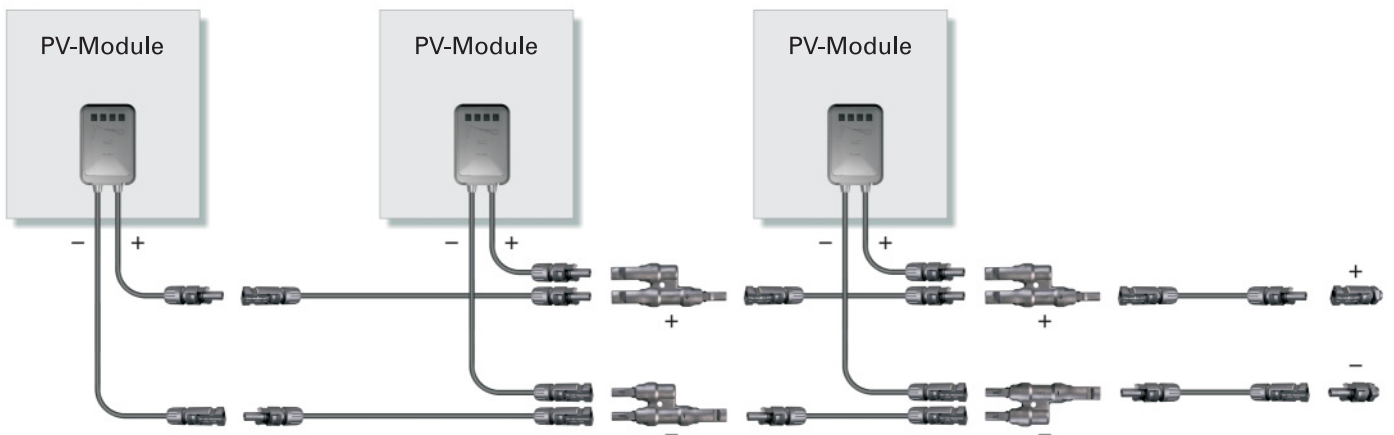 PV-Module PV-Module PV-Module
− + − + − +
+
+ +
−
− −